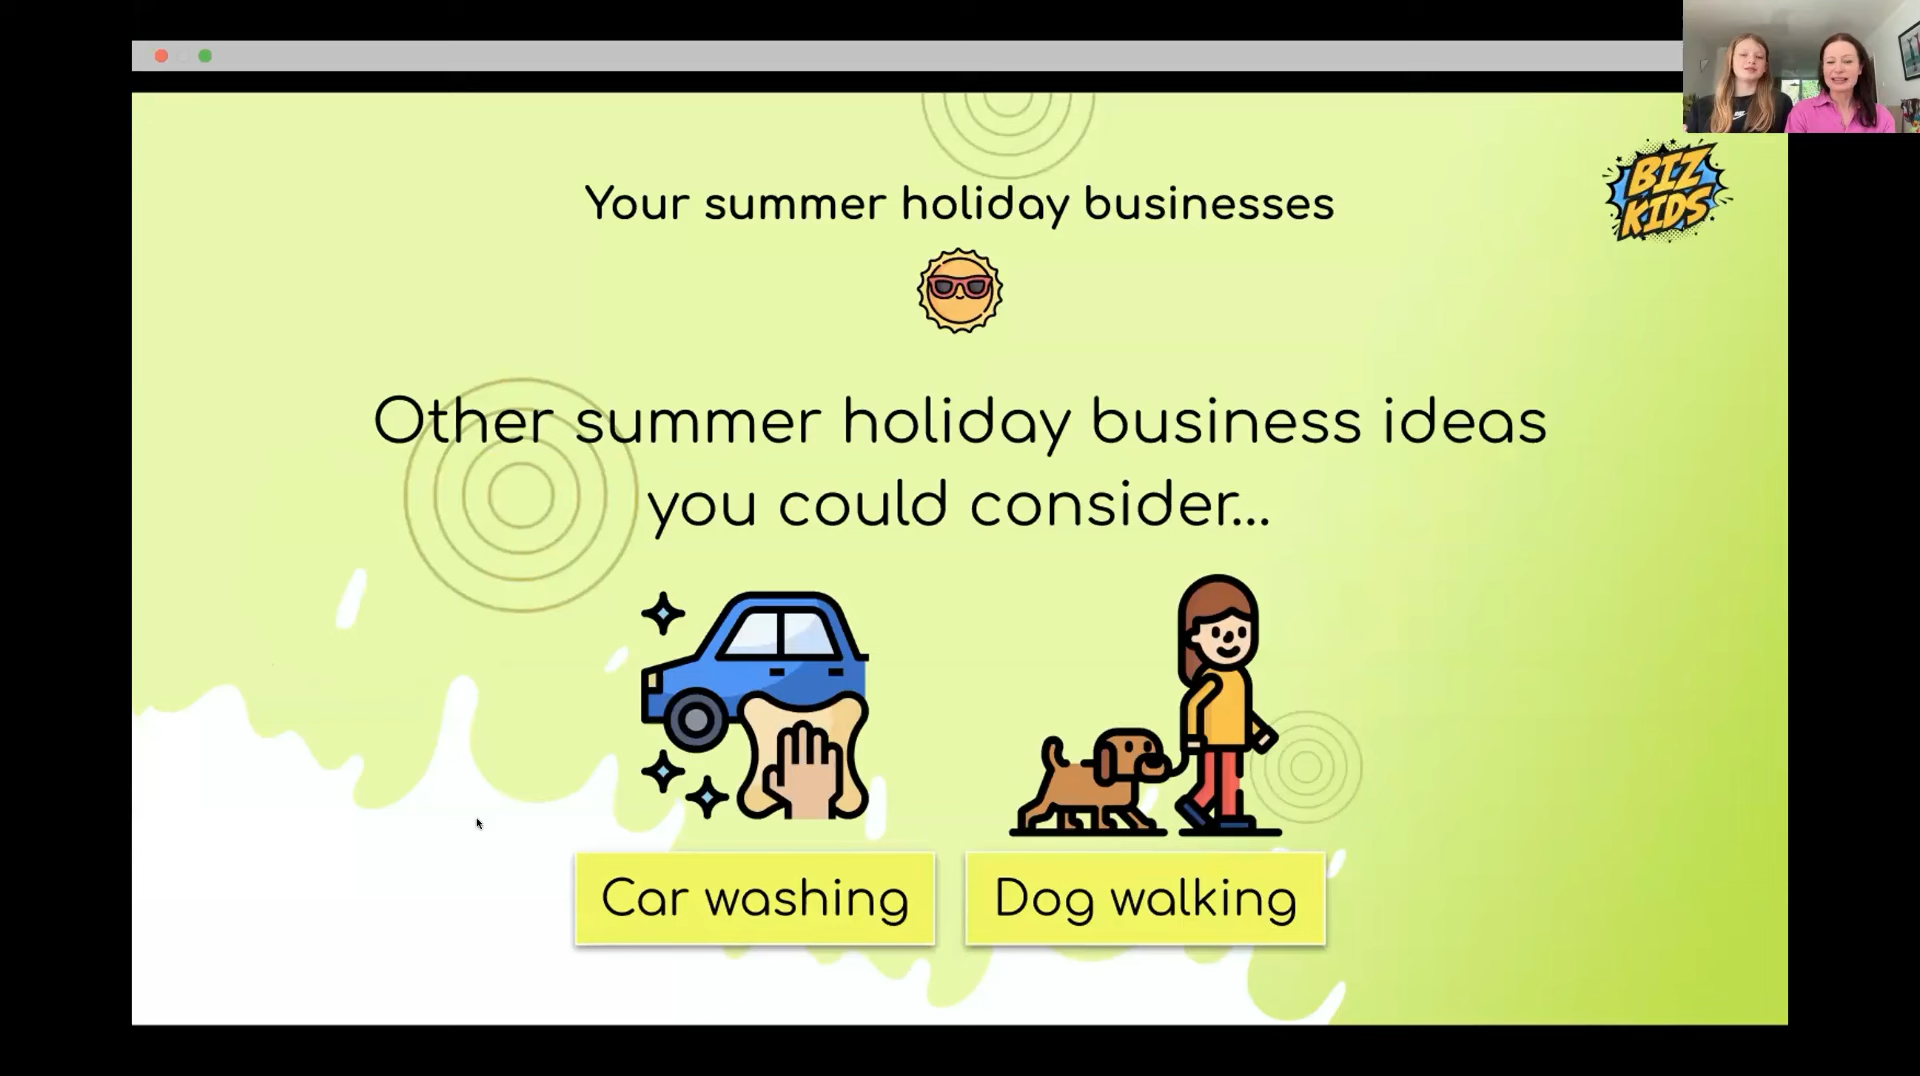 Your summer holiday businesses
BIZ
KIDS
Other summer holiday business ideas
you could consider...
Car washing
Dog walking